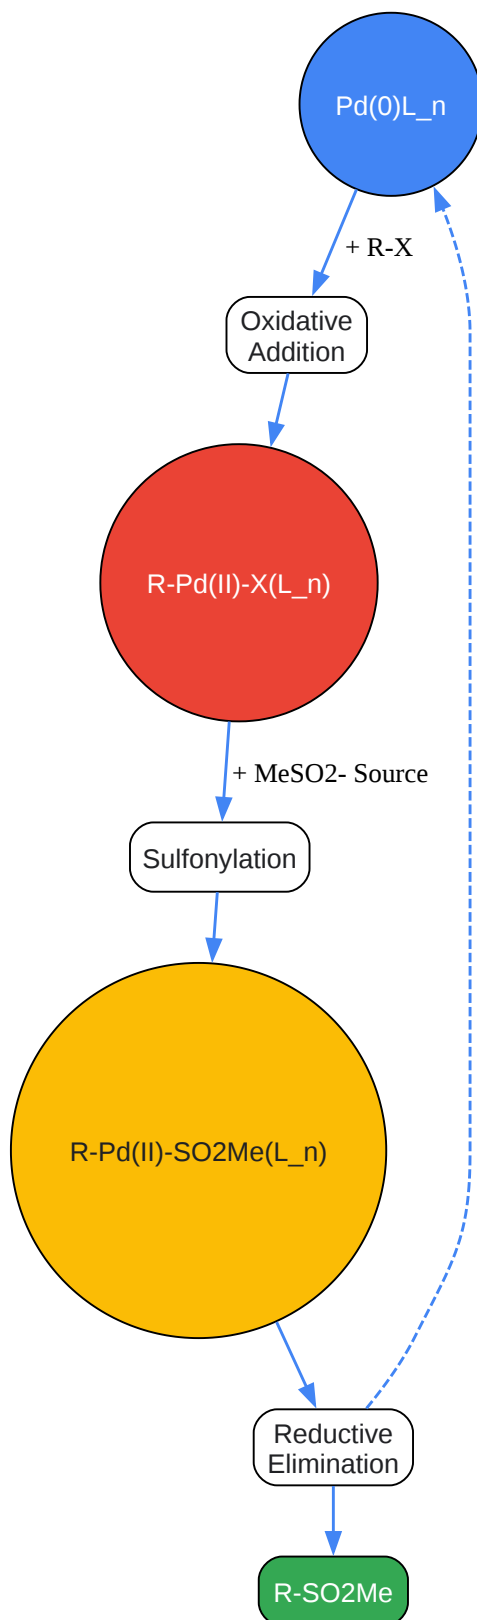 Pd(0)L_n
+ R-X
Oxidative
Addition
R-Pd(II)-X(L_n)
+ MeSO2- Source
Sulfonylation
R-Pd(II)-SO2Me(L_n)
Reductive
Elimination
R-SO2Me